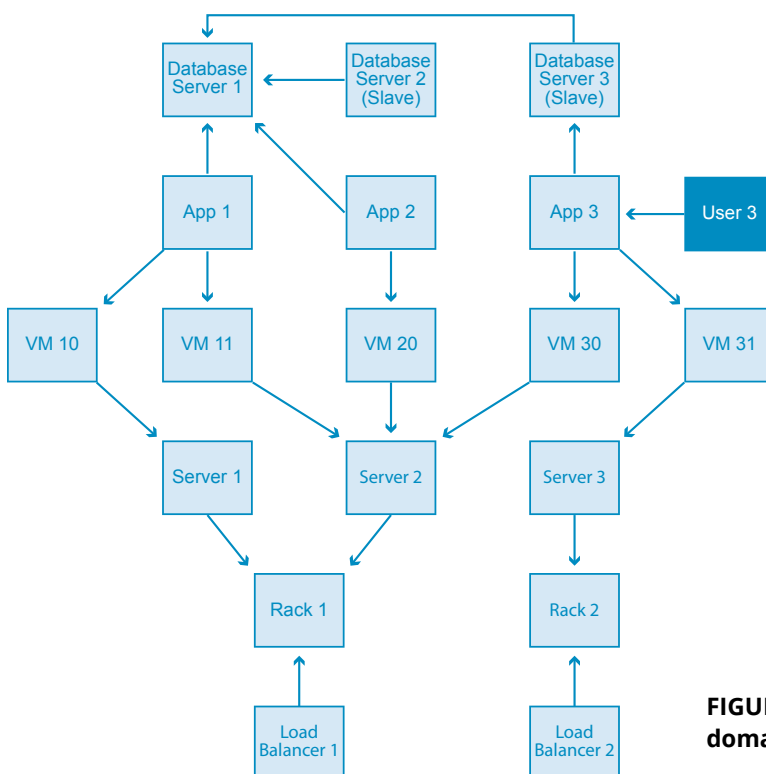 Database
Server 1
Database
Server 2
(Slave)
Database
Server 3
(Slave)
App 1
App 2
App 3
User 3
VM 10
VM 11
VM 20
VM 30
VM 31
Server 1
Server 2
Server 3
Rack 1
Rack 2
Load
Balancer 1
Load
Balancer 2